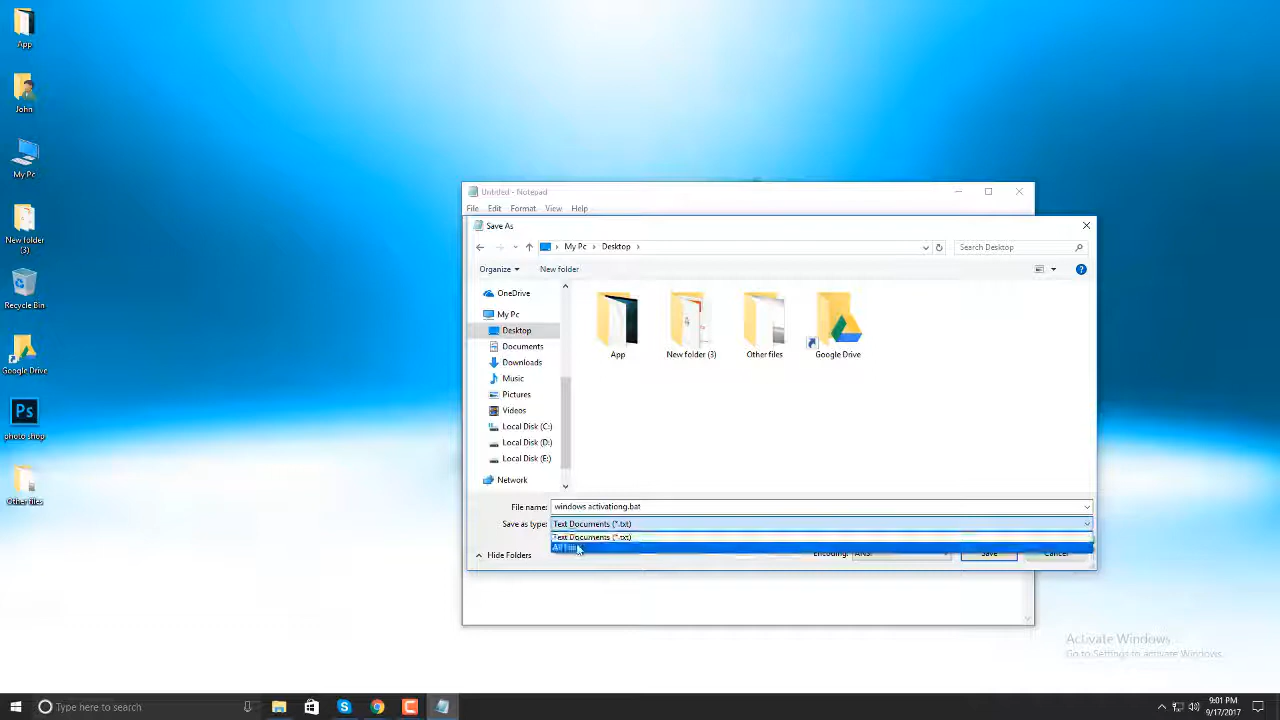 App
John
My Pc
New folder
(3)
Recycle Bin
Google Drive
Ps
photo shop
Other files
Untitled - Notepad
File Edit Format View Help
Save As
My Pc > Desktop >
Search Desktop
Organize
New folder
OneDrive
My Pc
Desktop
Documents
Downloads
Music
Pictures
Videos
Local Disk (C:)
Local Disk (D:)
Local Disk (E:)
Network
App
New folder (3)
Other files
Google Drive
File name: windows activationg.bat
Save as type: Text Documents (*.txt)
Text Documents (*.txt)
All
Hide Folders
Encoding: ANSI
Save
Cancel
Activate Windows
Go to Settings to activate Windows.
Type here to search
9:01 PM
9/17/2017